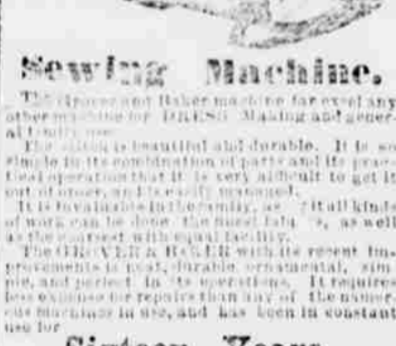 Sewing Machine.
The Grover and Baker machine far excel any
other machine for DRESS Making and gener-
al family use.
The stitch is beautiful and durable. It is so
simple in its combination of parts and its prac-
tical operation that it is very difficult to get it
out of order, and is easily managed.
It is invaluable in the family, as it all kinds
of work can be done the finest, as well
as the coarsest with equal facility.
The GROVER & BAKER with its recent im-
provements is neat, durable, ornamental, sim
ple, and perfect in its operations. It requires
less expense for repairs than any of the numer-
ous machines in use, and has been in constant
use for
Sixteen Years